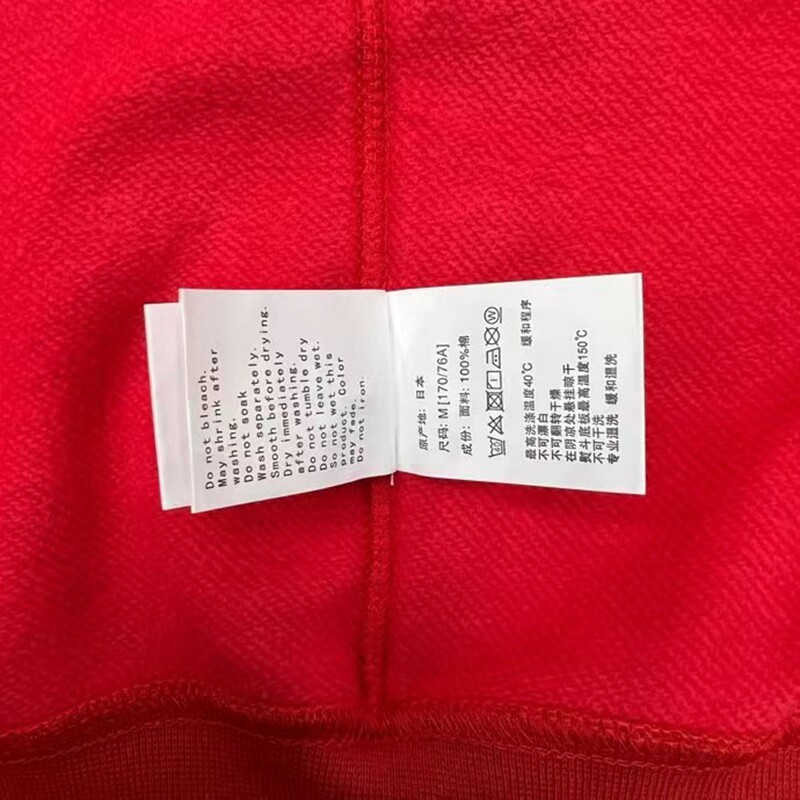 Do not bleach.
May shrink after
washing.
Do not soak
Wash separately.
Smooth before drying.
Dry immediately
after washing.
Do not tumble dry
Do not leave wet.
So not wet this
product. Color
may fade.
Do not iron.
原产地: 日本
尺码: M [170/76A]
成份: 面料: 100%棉
最高洗涤温度40℃ 缓和程序
不可漂白
不可翻转干燥
在阴凉处悬挂晾干
熨斗底板最高温度150℃
不可干洗
专业湿洗 缓和湿洗